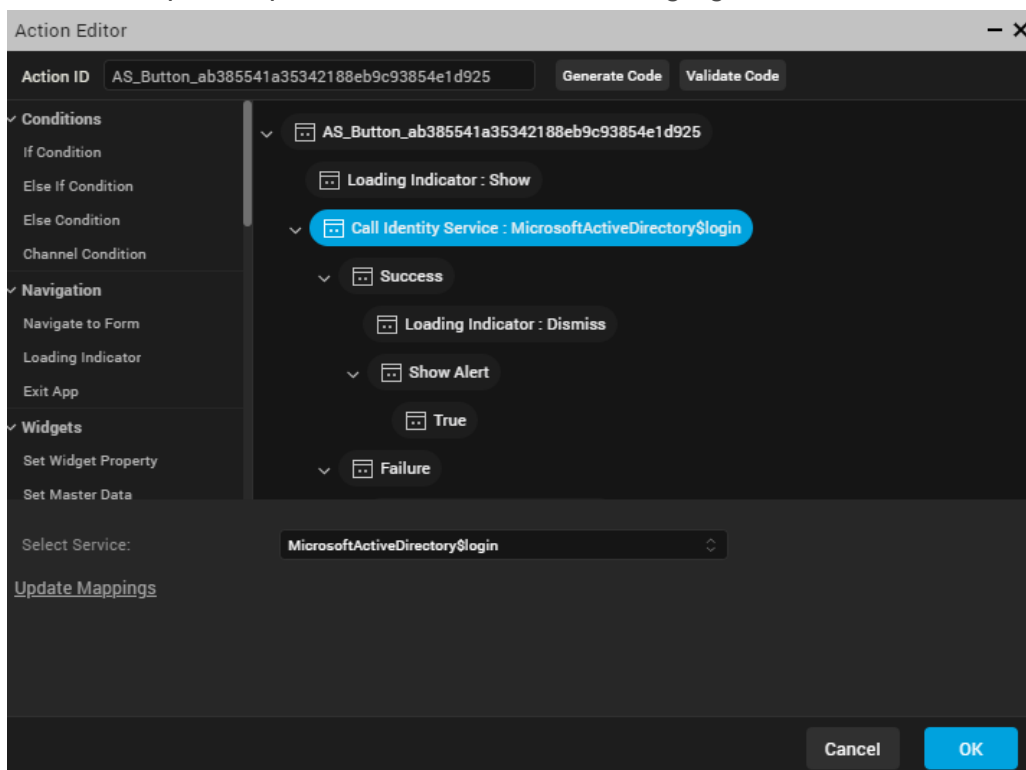 Action Editor
Action ID AS_Button_ab385541a35342188eb9c93854e1d925 Generate Code Validate Code
Conditions
If Condition
Else If Condition
Else Condition
Channel Condition
Navigation
Navigate to Form
Loading Indicator
Exit App
Widgets
Set Widget Property
Set Master Data
AS_Button_ab385541a35342188eb9c93854e1d925
Loading Indicator : Show
Call Identity Service : MicrosoftActiveDirectory$login
Success
Loading Indicator : Dismiss
Show Alert
True
Failure
Select Service: MicrosoftActiveDirectory$login
Update Mappings
Cancel OK